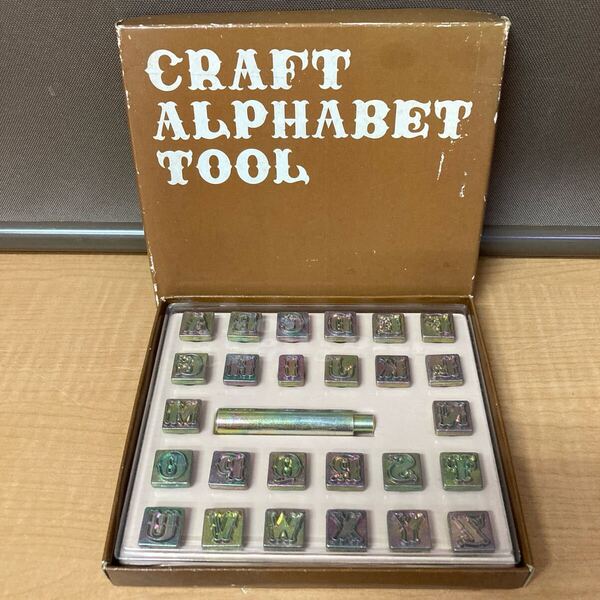 CRAFT
ALPHABET
TOOL
A B C D E F
G H I J K L
M N
O P Q R S T
U V W X Y Z